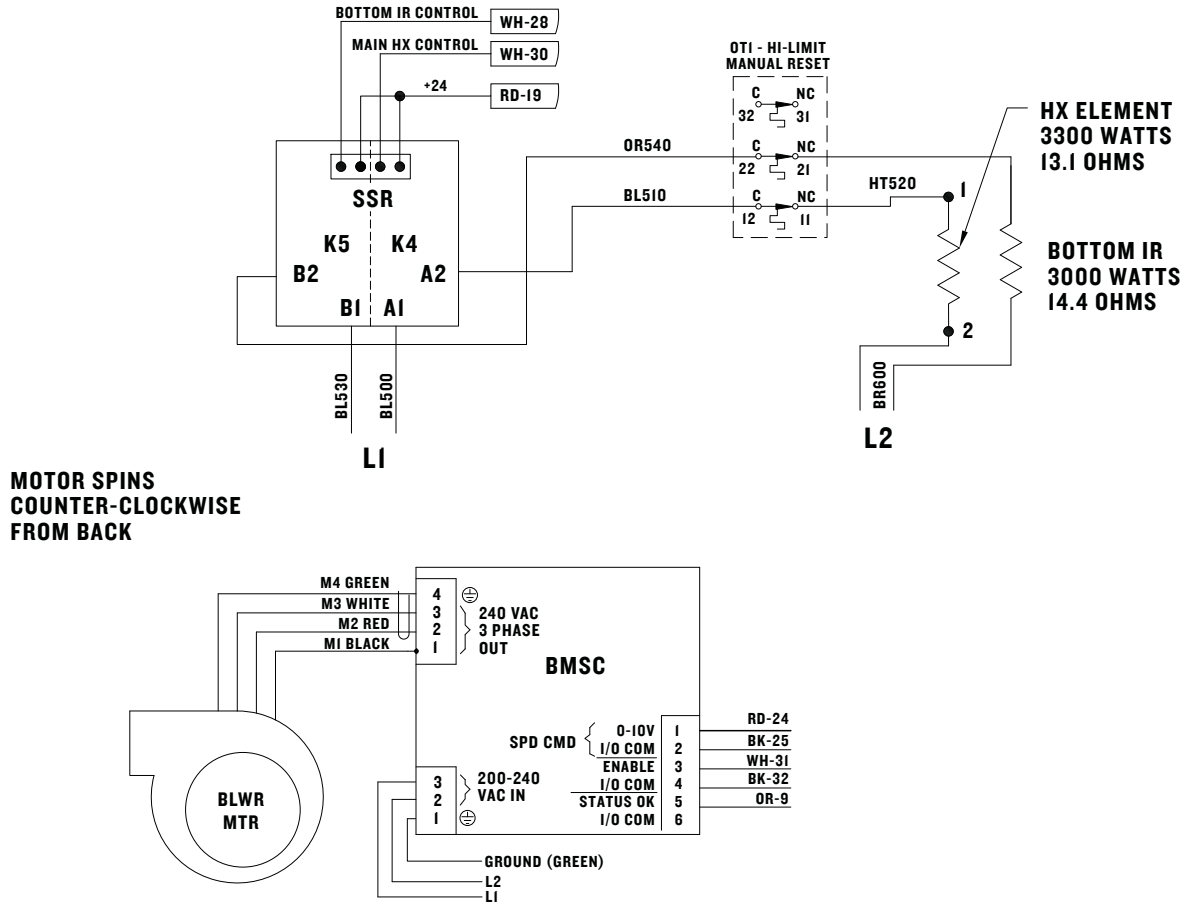 BOTTOM IR CONTROL
WH-28
MAIN HX CONTROL
WH-30
+24
RD-19
SSR
K5
K4
B2
A2
B1
A1
BL530
BL500
L1
OR540
BL510
OT1 - HI-LIMIT
MANUAL RESET
C
NC
32
31
C
NC
22
21
C
NC
12
11
HT520
1
2
HX ELEMENT
3300 WATTS
13.1 OHMS
BOTTOM IR
3000 WATTS
14.4 OHMS
BR600
L2
MOTOR SPINS
COUNTER-CLOCKWISE
FROM BACK
M4 GREEN
M3 WHITE
M2 RED
M1 BLACK
4
3
2
1
240 VAC
3 PHASE
OUT
BMSC
BLWR
MTR
3
2
1
200-240
VAC IN
GROUND (GREEN)
L2
L1
SPD CMD
0-10V 1 RD-24
I/O COM 2 BK-25
ENABLE 3 WH-31
I/O COM 4 BK-32
STATUS OK 5 OR-9
I/O COM 6